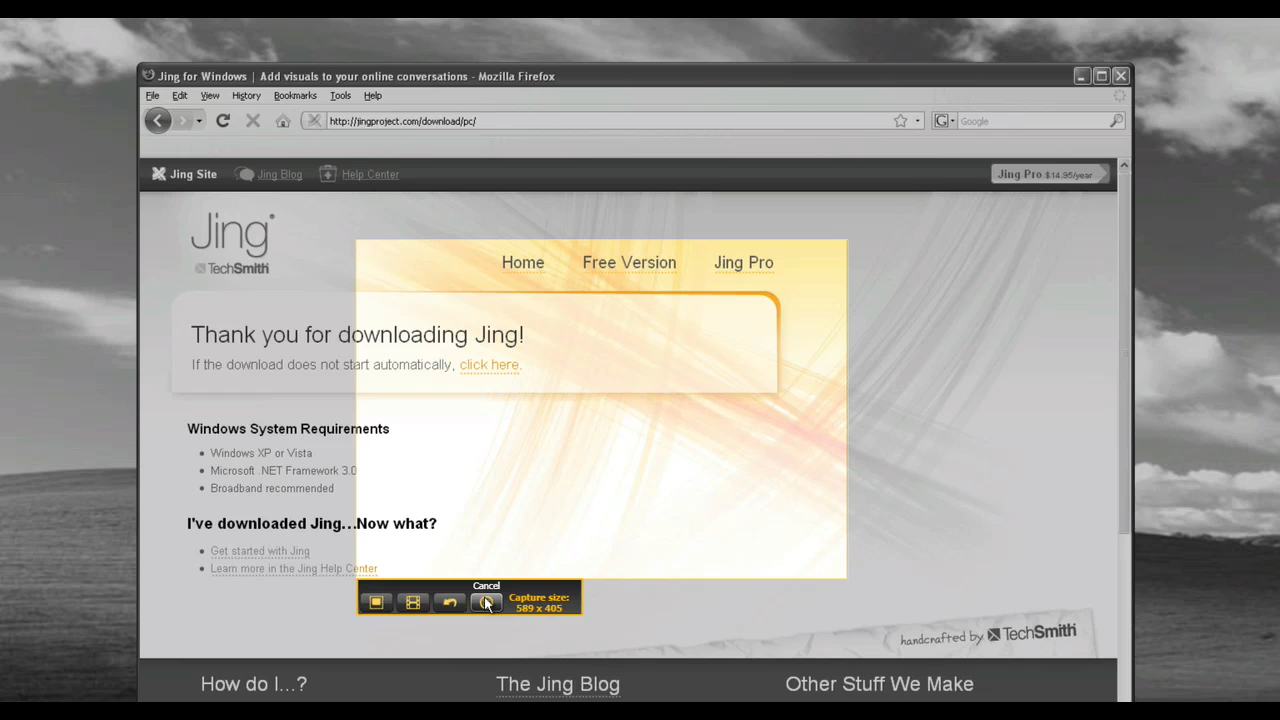 Jing for Windows | Add visuals to your online conversations - Mozilla Firefox
File Edit View History Bookmarks Tools Help
http://jingproject.com/download/pc/
G Google
Jing Site Jing Blog Help Center Jing Pro $14.95/year
Jing
TechSmith
Home Free Version Jing Pro
Thank you for downloading Jing!
If the download does not start automatically, click here.
Windows System Requirements
Windows XP or Vista
Microsoft .NET Framework 3.0
Broadband recommended
I've downloaded Jing...Now what?
Get started with Jing
Learn more in the Jing Help Center
Cancel
Capture size:
589 x 405
handcrafted by TechSmith
How do I...? The Jing Blog Other Stuff We Make